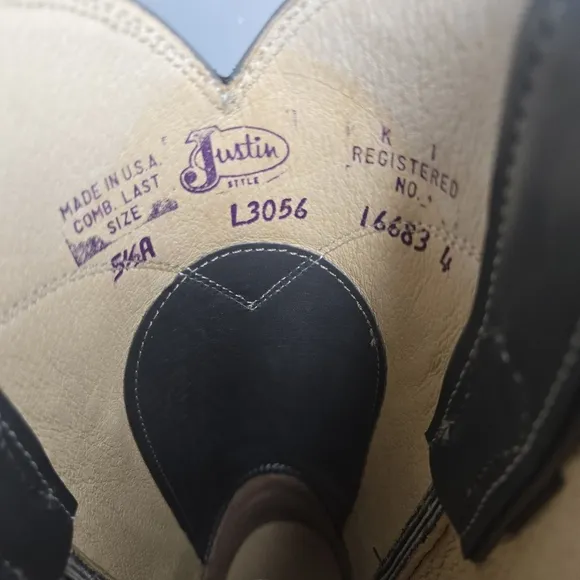 MADE IN U.S.A.
COMB. LAST
SIZE
5½A
Justin
STYLE
L3056
K I
REGISTERED
NO.
16683 4